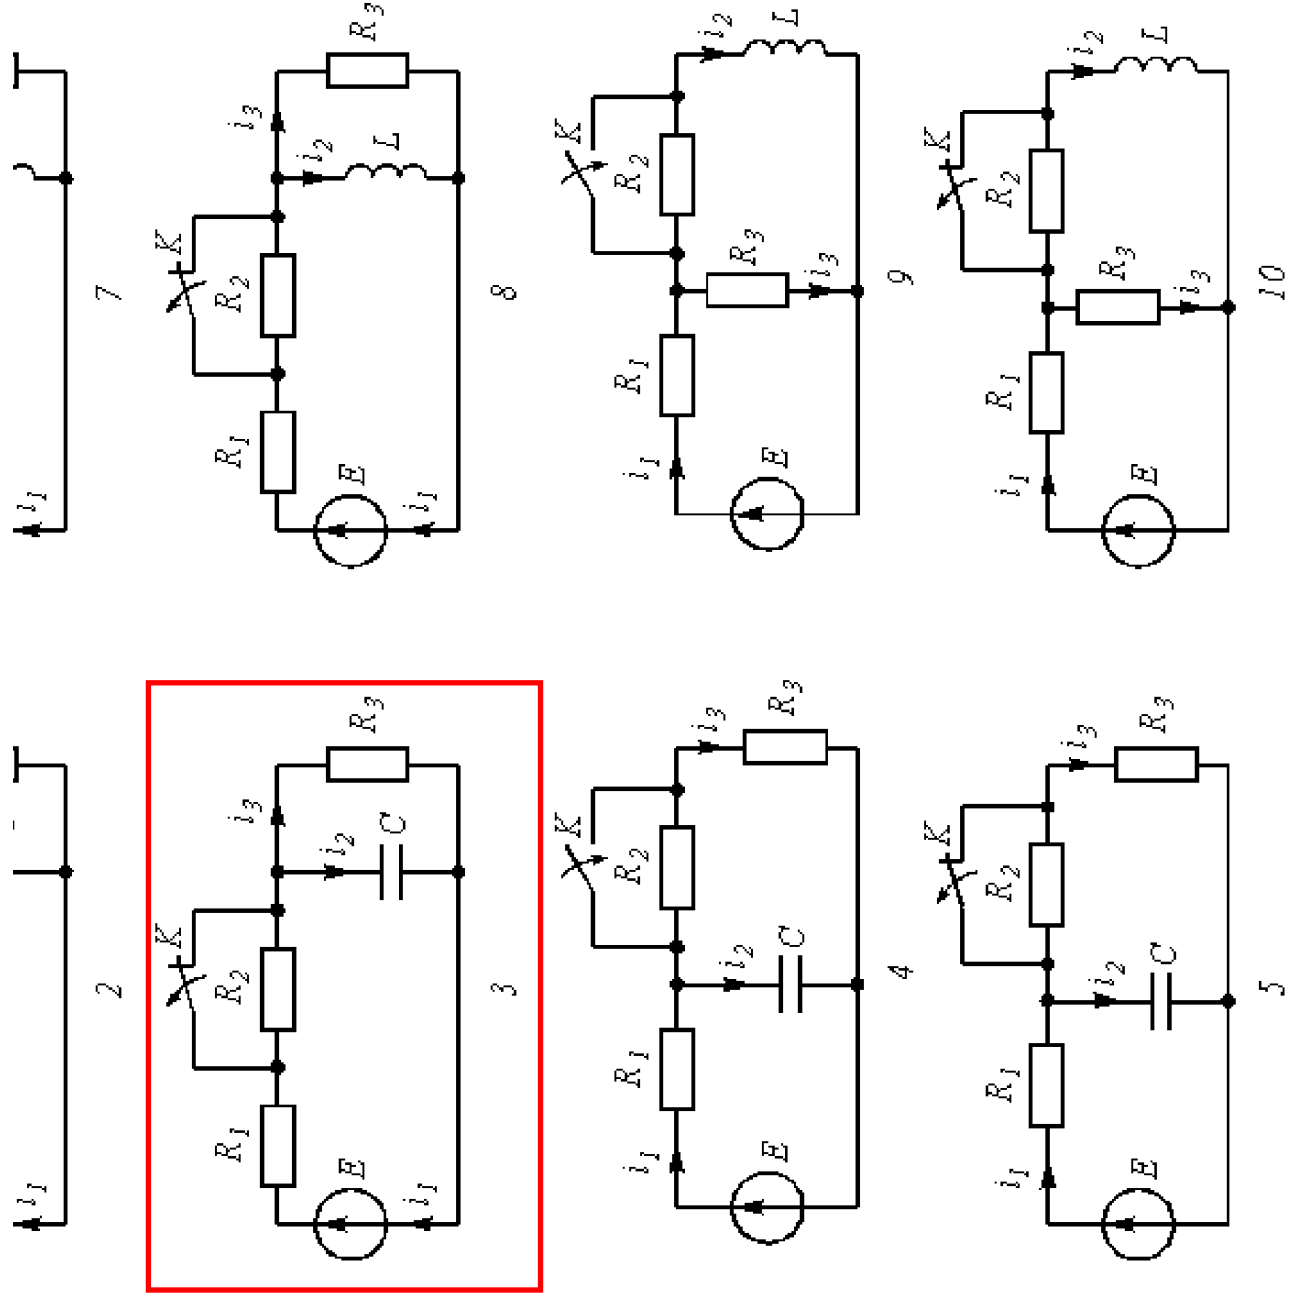 i1
7
R1 R2 K i3 R3
i2 L
E i1
8
K i2 L
i1 R1 R2
R3 i3
E
9
K i2 L
i1 R1 R2
R3 i3
E
10
i1
2
R1 R2 K i3 R3
i2 C
E i1
3
K i3
i1 R1 R2 R3
i2 C
E
4
K i3
i1 R1 R2 R3
i2 C
E
5